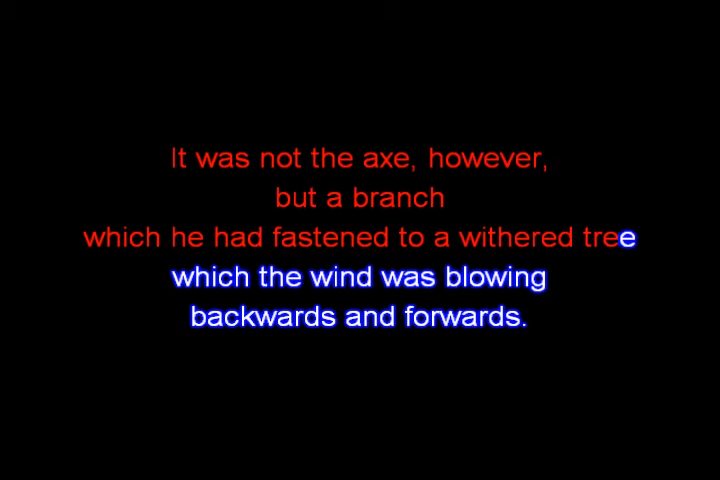 It was not the axe, however,
but a branch
which he had fastened to a withered tree
which the wind was blowing
backwards and forwards.